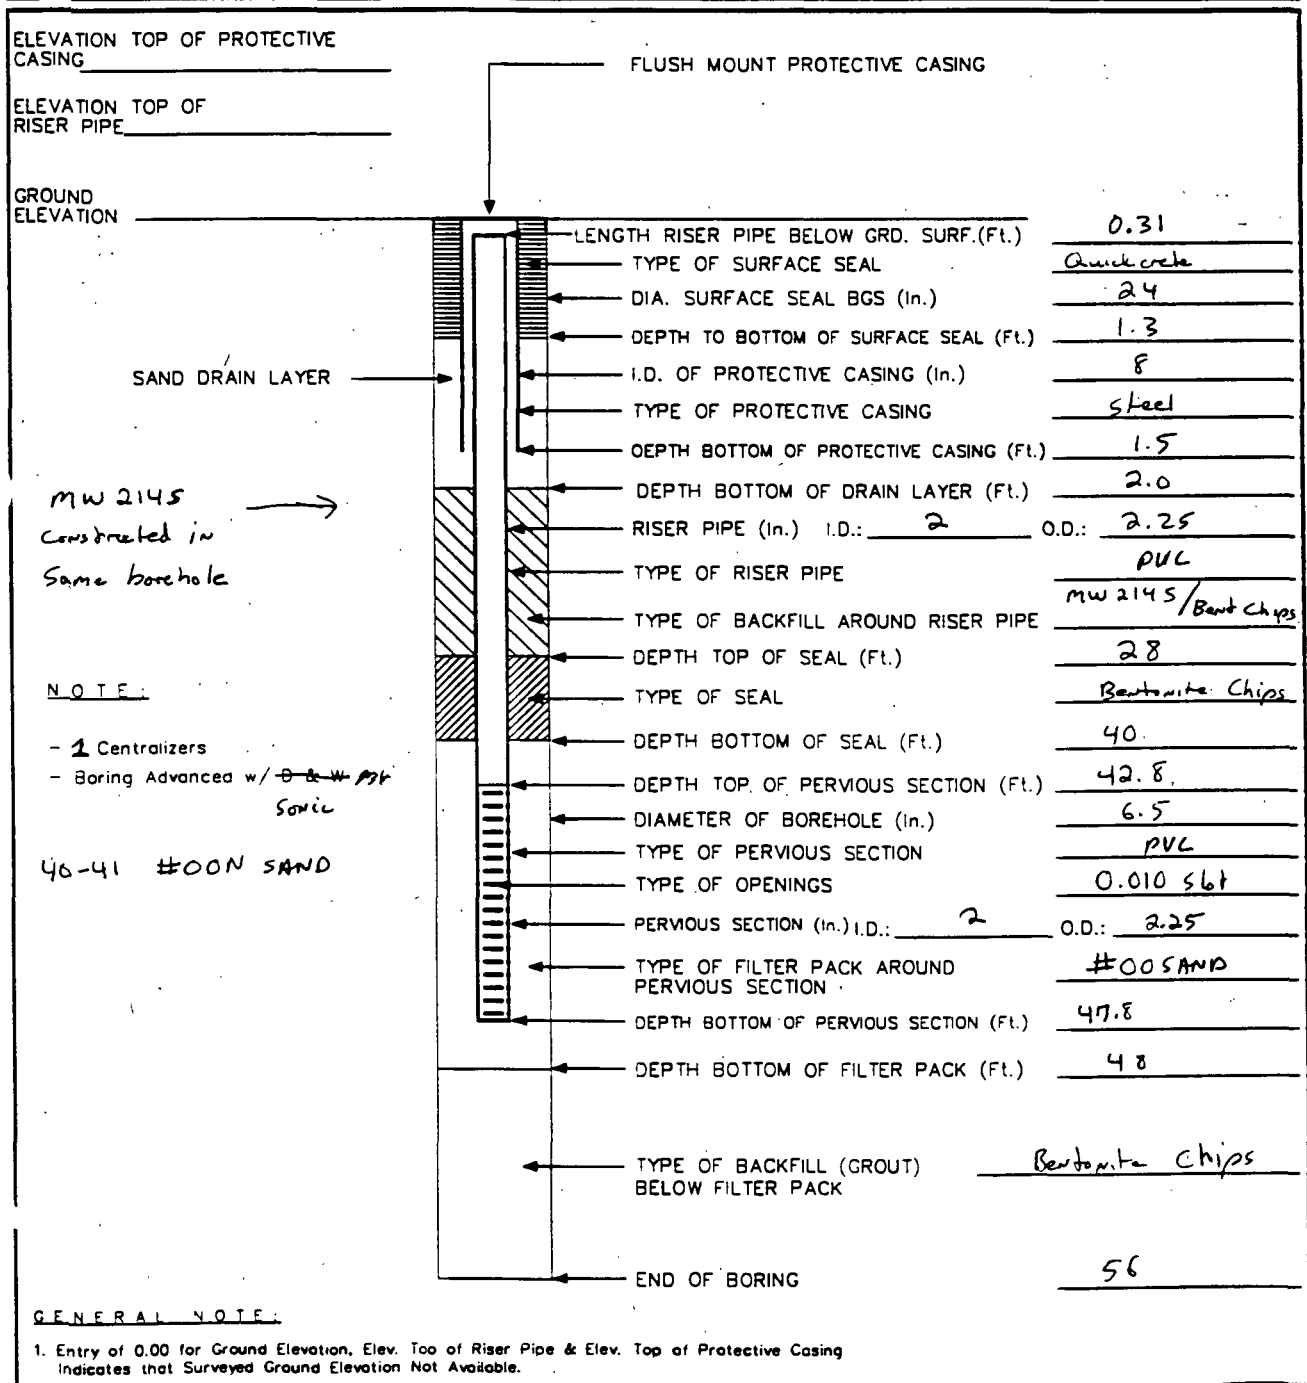 ELEVATION TOP OF PROTECTIVE
CASING
FLUSH MOUNT PROTECTIVE CASING
ELEVATION TOP OF
RISER PIPE
GROUND
ELEVATION
LENGTH RISER PIPE BELOW GRD. SURF.(Ft.) 0.31
TYPE OF SURFACE SEAL Quickcrete
DIA. SURFACE SEAL BGS (In.) 24
DEPTH TO BOTTOM OF SURFACE SEAL (Ft.) 1.3
SAND DRAIN LAYER
I.D. OF PROTECTIVE CASING (In.) 8
TYPE OF PROTECTIVE CASING Steel
DEPTH BOTTOM OF PROTECTIVE CASING (Ft.) 1.5
DEPTH BOTTOM OF DRAIN LAYER (Ft.) 2.0
MW 214S
Constructed in
Same borehole
RISER PIPE (In.) I.D.: 2 O.D.: 2.25
TYPE OF RISER PIPE PVC
TYPE OF BACKFILL AROUND RISER PIPE MW 214S/Bent Chips
DEPTH TOP OF SEAL (Ft.) 28
NOTE:
TYPE OF SEAL Bentonite Chips
- 1 Centralizers
DEPTH BOTTOM OF SEAL (Ft.) 40
- Boring Advanced w/ D & W
Sonic
DEPTH TOP OF PERVIOUS SECTION (Ft.) 42.8
DIAMETER OF BOREHOLE (In.) 6.5
40-41 #OON SAND
TYPE OF PERVIOUS SECTION PVC
TYPE OF OPENINGS 0.010 slot
PERVIOUS SECTION (In.) I.D.: 2 O.D.: 2.25
TYPE OF FILTER PACK AROUND
PERVIOUS SECTION #00 SAND
DEPTH BOTTOM OF PERVIOUS SECTION (Ft.) 47.8
DEPTH BOTTOM OF FILTER PACK (Ft.) 48
TYPE OF BACKFILL (GROUT)
BELOW FILTER PACK Bentonite Chips
END OF BORING 56
GENERAL NOTE:
1. Entry of 0.00 for Ground Elevation, Elev. Top of Riser Pipe & Elev. Top of Protective Casing
Indicates that Surveyed Ground Elevation Not Available.